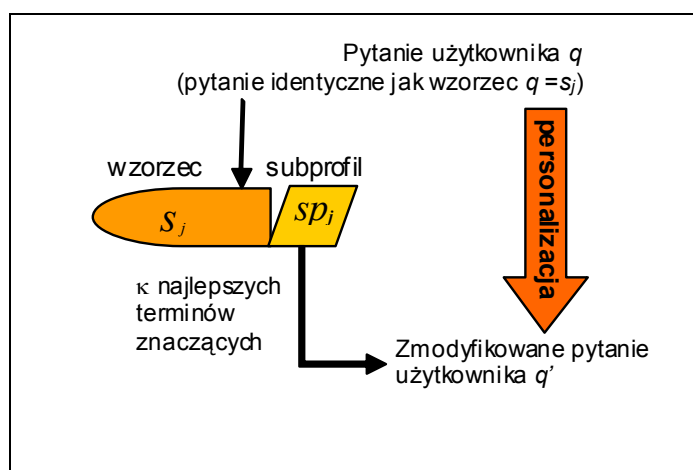 Pytanie użytkownika q
(pytanie identyczne jak wzorzec q =sj)
wzorzec
subprofil
sj
spj
personalizacja
κ najlepszych
terminów
znaczących
Zmodyfikowane pytanie
użytkownika q’